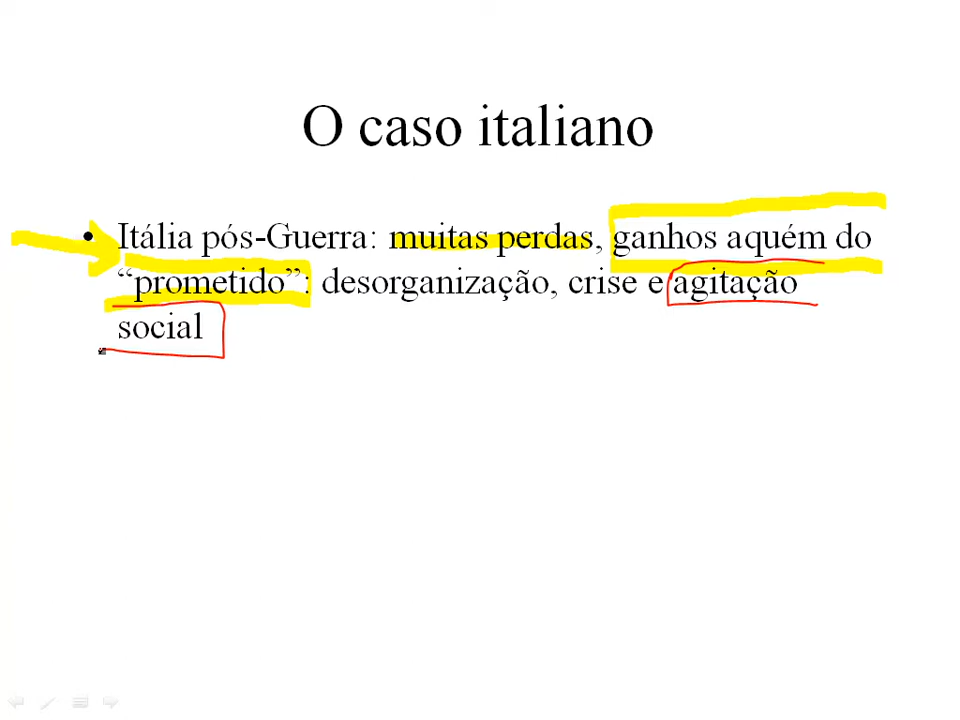 O caso italiano
• Itália pós-Guerra: muitas perdas, ganhos aquém do
“prometido”: desorganização, crise e agitação
social